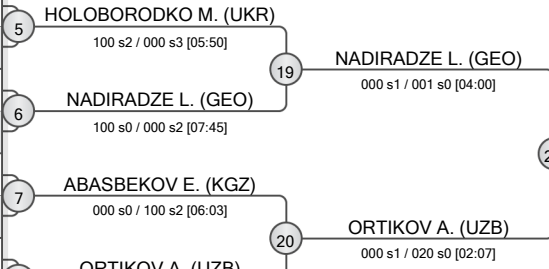 HOLOBORODKO M. (UKR)
5
100 s2 / 000 s3 [05:50]
19
NADIRADZE L. (GEO)
000 s1 / 001 s0 [04:00]
NADIRADZE L. (GEO)
6
100 s0 / 000 s2 [07:45]
ABASBEKOV E. (KGZ)
7
000 s0 / 100 s2 [06:03]
20
ORTIKOV A. (UZB)
000 s1 / 020 s0 [02:07]
ORTIKOV A. (UZB)